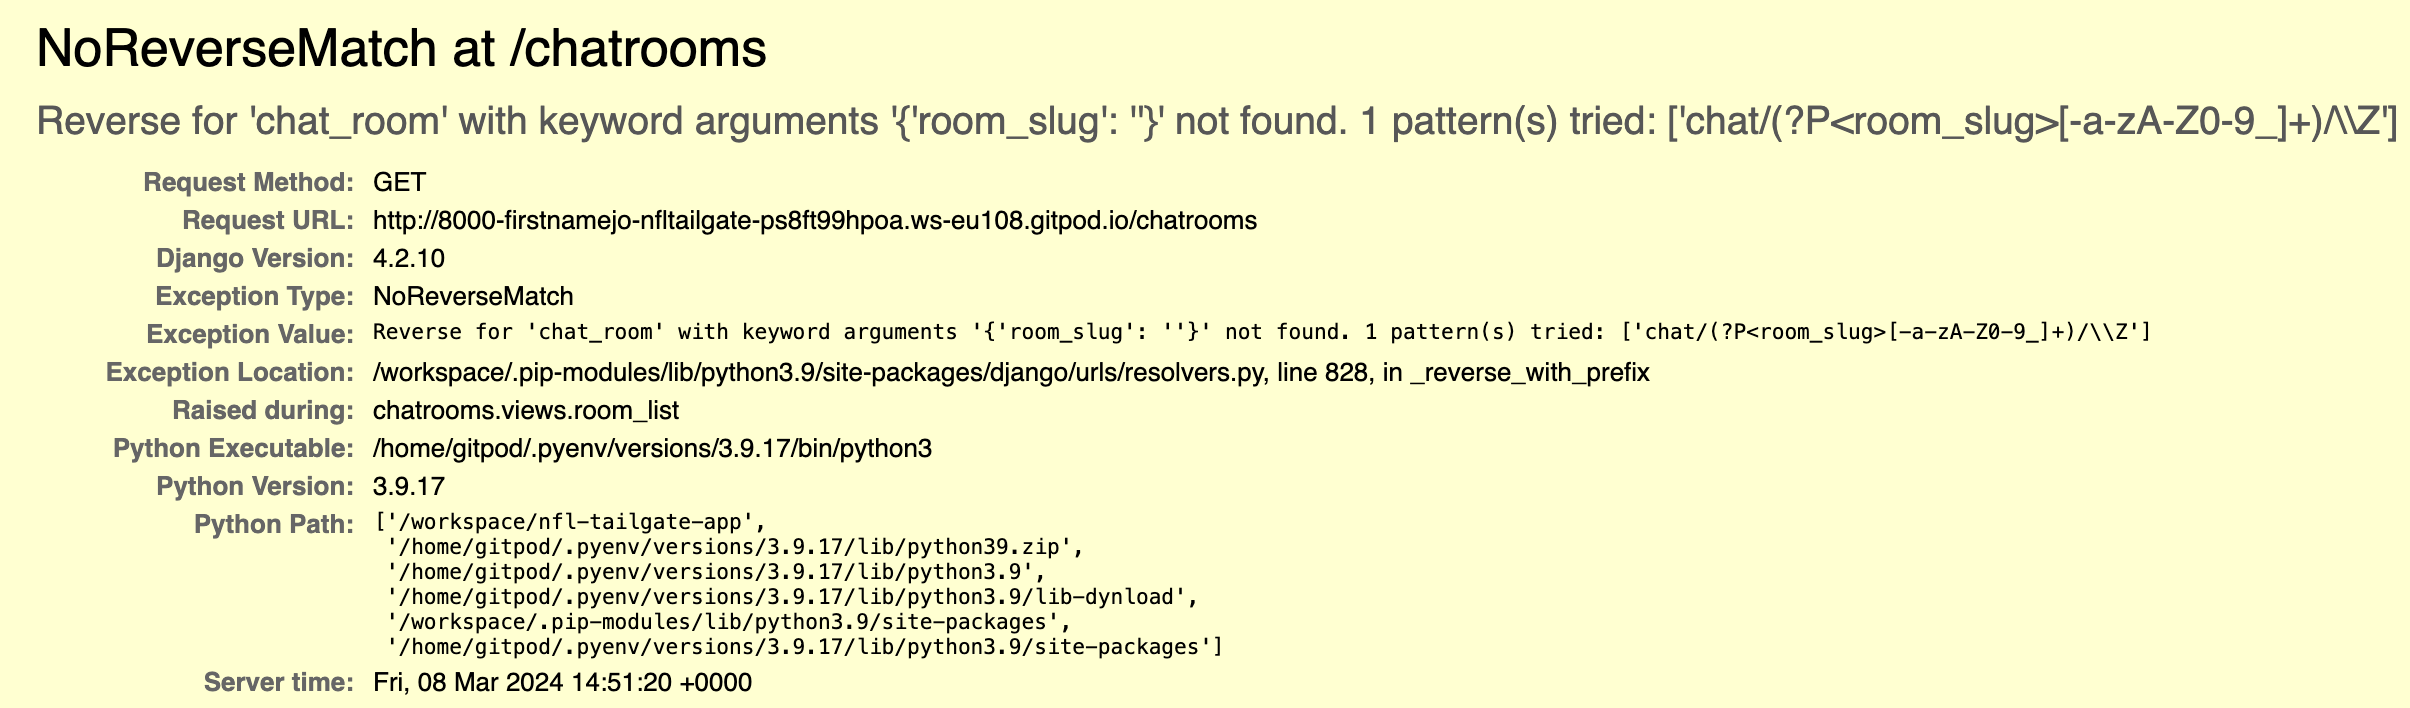 NoReverseMatch at /chatrooms
Reverse for 'chat_room' with keyword arguments '{'room_slug': ''}' not found. 1 pattern(s) tried: ['chat/(?P<room_slug>[-a-zA-Z0-9_]+)/\\Z']
Request Method: GET
Request URL: http://8000-firstnamejo-nfltailgate-ps8ft99hpoa.ws-eu108.gitpod.io/chatrooms
Django Version: 4.2.10
Exception Type: NoReverseMatch
Exception Value: Reverse for 'chat_room' with keyword arguments '{'room_slug': ''}' not found. 1 pattern(s) tried: ['chat/(?P<room_slug>[-a-zA-Z0-9_]+)/\\Z']
Exception Location: /workspace/.pip-modules/lib/python3.9/site-packages/django/urls/resolvers.py, line 828, in _reverse_with_prefix
Raised during: chatrooms.views.room_list
Python Executable: /home/gitpod/.pyenv/versions/3.9.17/bin/python3
Python Version: 3.9.17
Python Path: ['/workspace/nfl-tailgate-app',
'/home/gitpod/.pyenv/versions/3.9.17/lib/python39.zip',
'/home/gitpod/.pyenv/versions/3.9.17/lib/python3.9',
'/home/gitpod/.pyenv/versions/3.9.17/lib/python3.9/lib-dynload',
'/workspace/.pip-modules/lib/python3.9/site-packages',
'/home/gitpod/.pyenv/versions/3.9.17/lib/python3.9/site-packages']
Server time: Fri, 08 Mar 2024 14:51:20 +0000